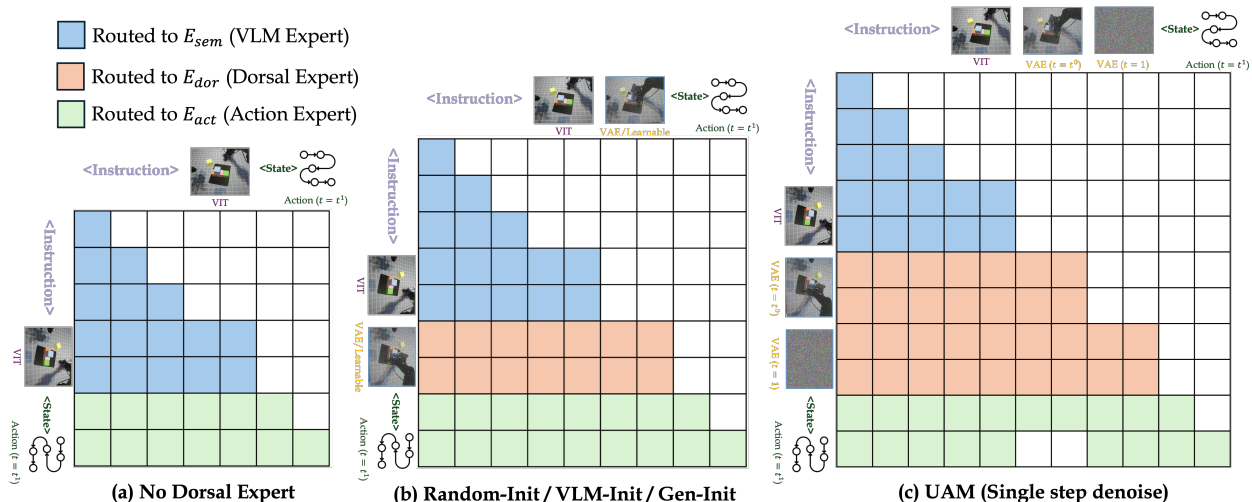 Routed to E_sem (VLM Expert)
Routed to E_dor (Dorsal Expert)
Routed to E_act (Action Expert)
<Instruction>
VIT
<State>
Action (t = t¹)
<Instruction>
VIT
<State>
Action (t = t¹)
(a) No Dorsal Expert
<Instruction>
VIT
VAE/Learnable
<State>
Action (t = t¹)
<Instruction>
VIT
VAE/Learnable
<State>
Action (t = t¹)
(b) Random-Init / VLM-Init / Gen-Init
<Instruction>
VIT
VAE (t = t⁰)
VAE (t = 1)
<State>
Action (t = t¹)
<Instruction>
VIT
VAE (t = t⁰)
VAE (t = 1)
<State>
Action (t = t¹)
(c) UAM (Single step denoise)